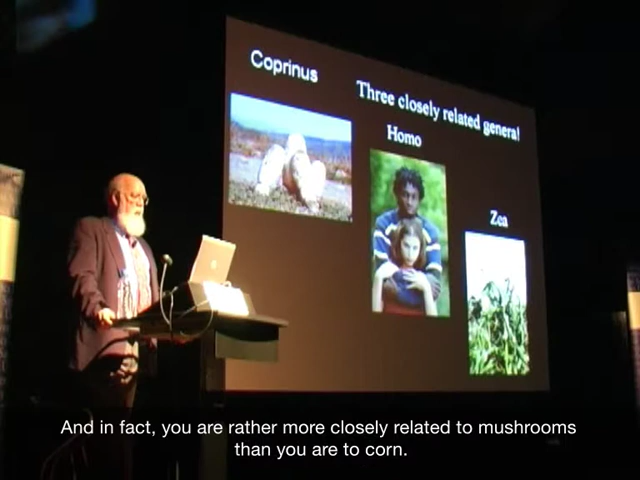 Coprinus
Three closely related genera!
Homo
Zea
And in fact, you are rather more closely related to mushrooms
than you are to corn.